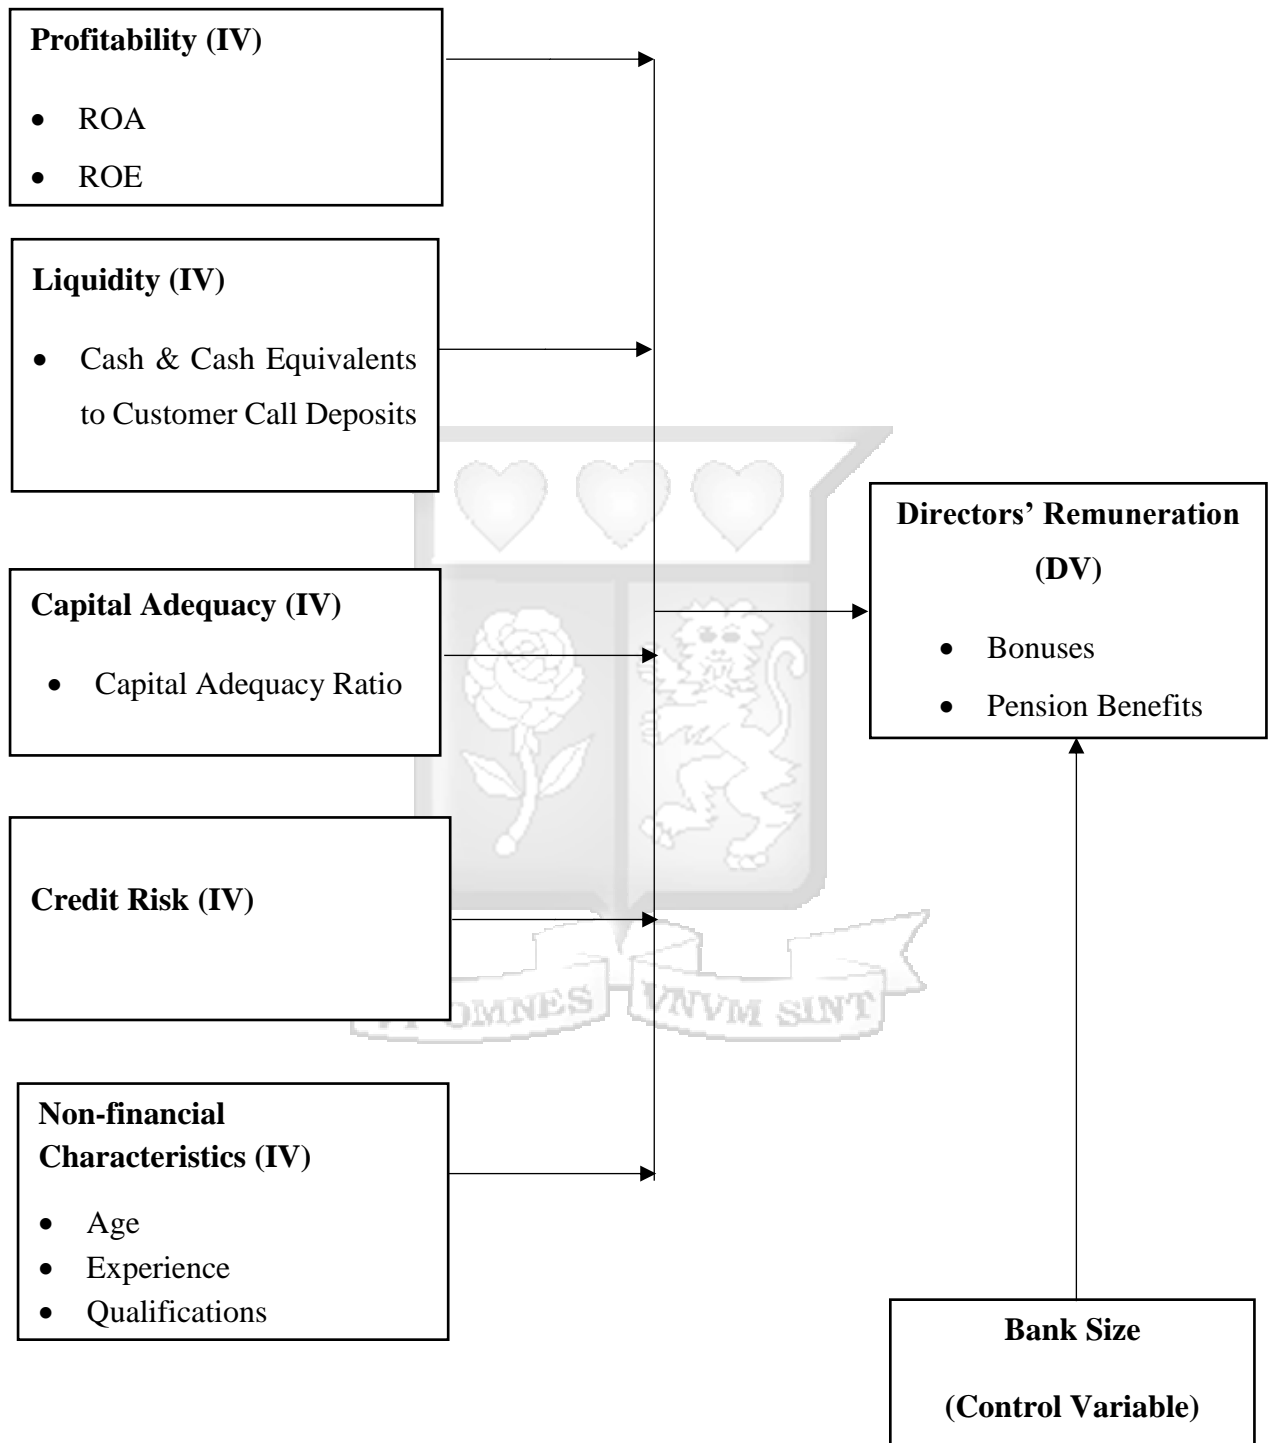 Profitability (IV)
• ROA
• ROE
Liquidity (IV)
• Cash & Cash Equivalents
to Customer Call Deposits
Capital Adequacy (IV)
• Capital Adequacy Ratio
Credit Risk (IV)
Non-financial
Characteristics (IV)
• Age
• Experience
• Qualifications
Directors’ Remuneration
(DV)
• Bonuses
• Pension Benefits
Bank Size
(Control Variable)
OMNES VNVM SINT